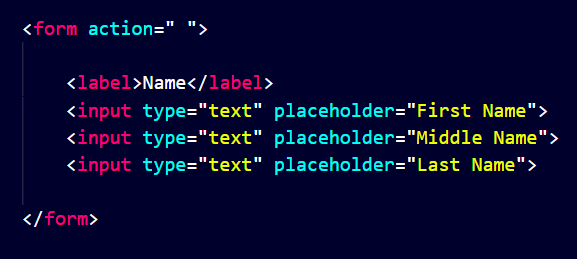 <form action=" ">
<label>Name</label>
<input type="text" placeholder="First Name">
<input type="text" placeholder="Middle Name">
<input type="text" placeholder="Last Name">
</form>